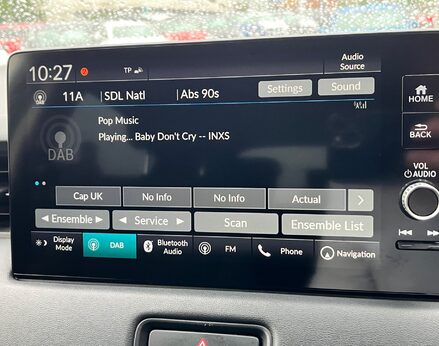 Audio
Source
10:27 TP
11A SDL Natl Abs 90s Settings Sound
Pop Music
Playing... Baby Don't Cry -- INXS
DAB
Cap UK No Info No Info Actual >
◀ Ensemble ▶ ◀ Service ▶ Scan Ensemble List
Display
Mode
DAB
Bluetooth
Audio
FM
Phone
Navigation
HOME
BACK
VOL
AUDIO